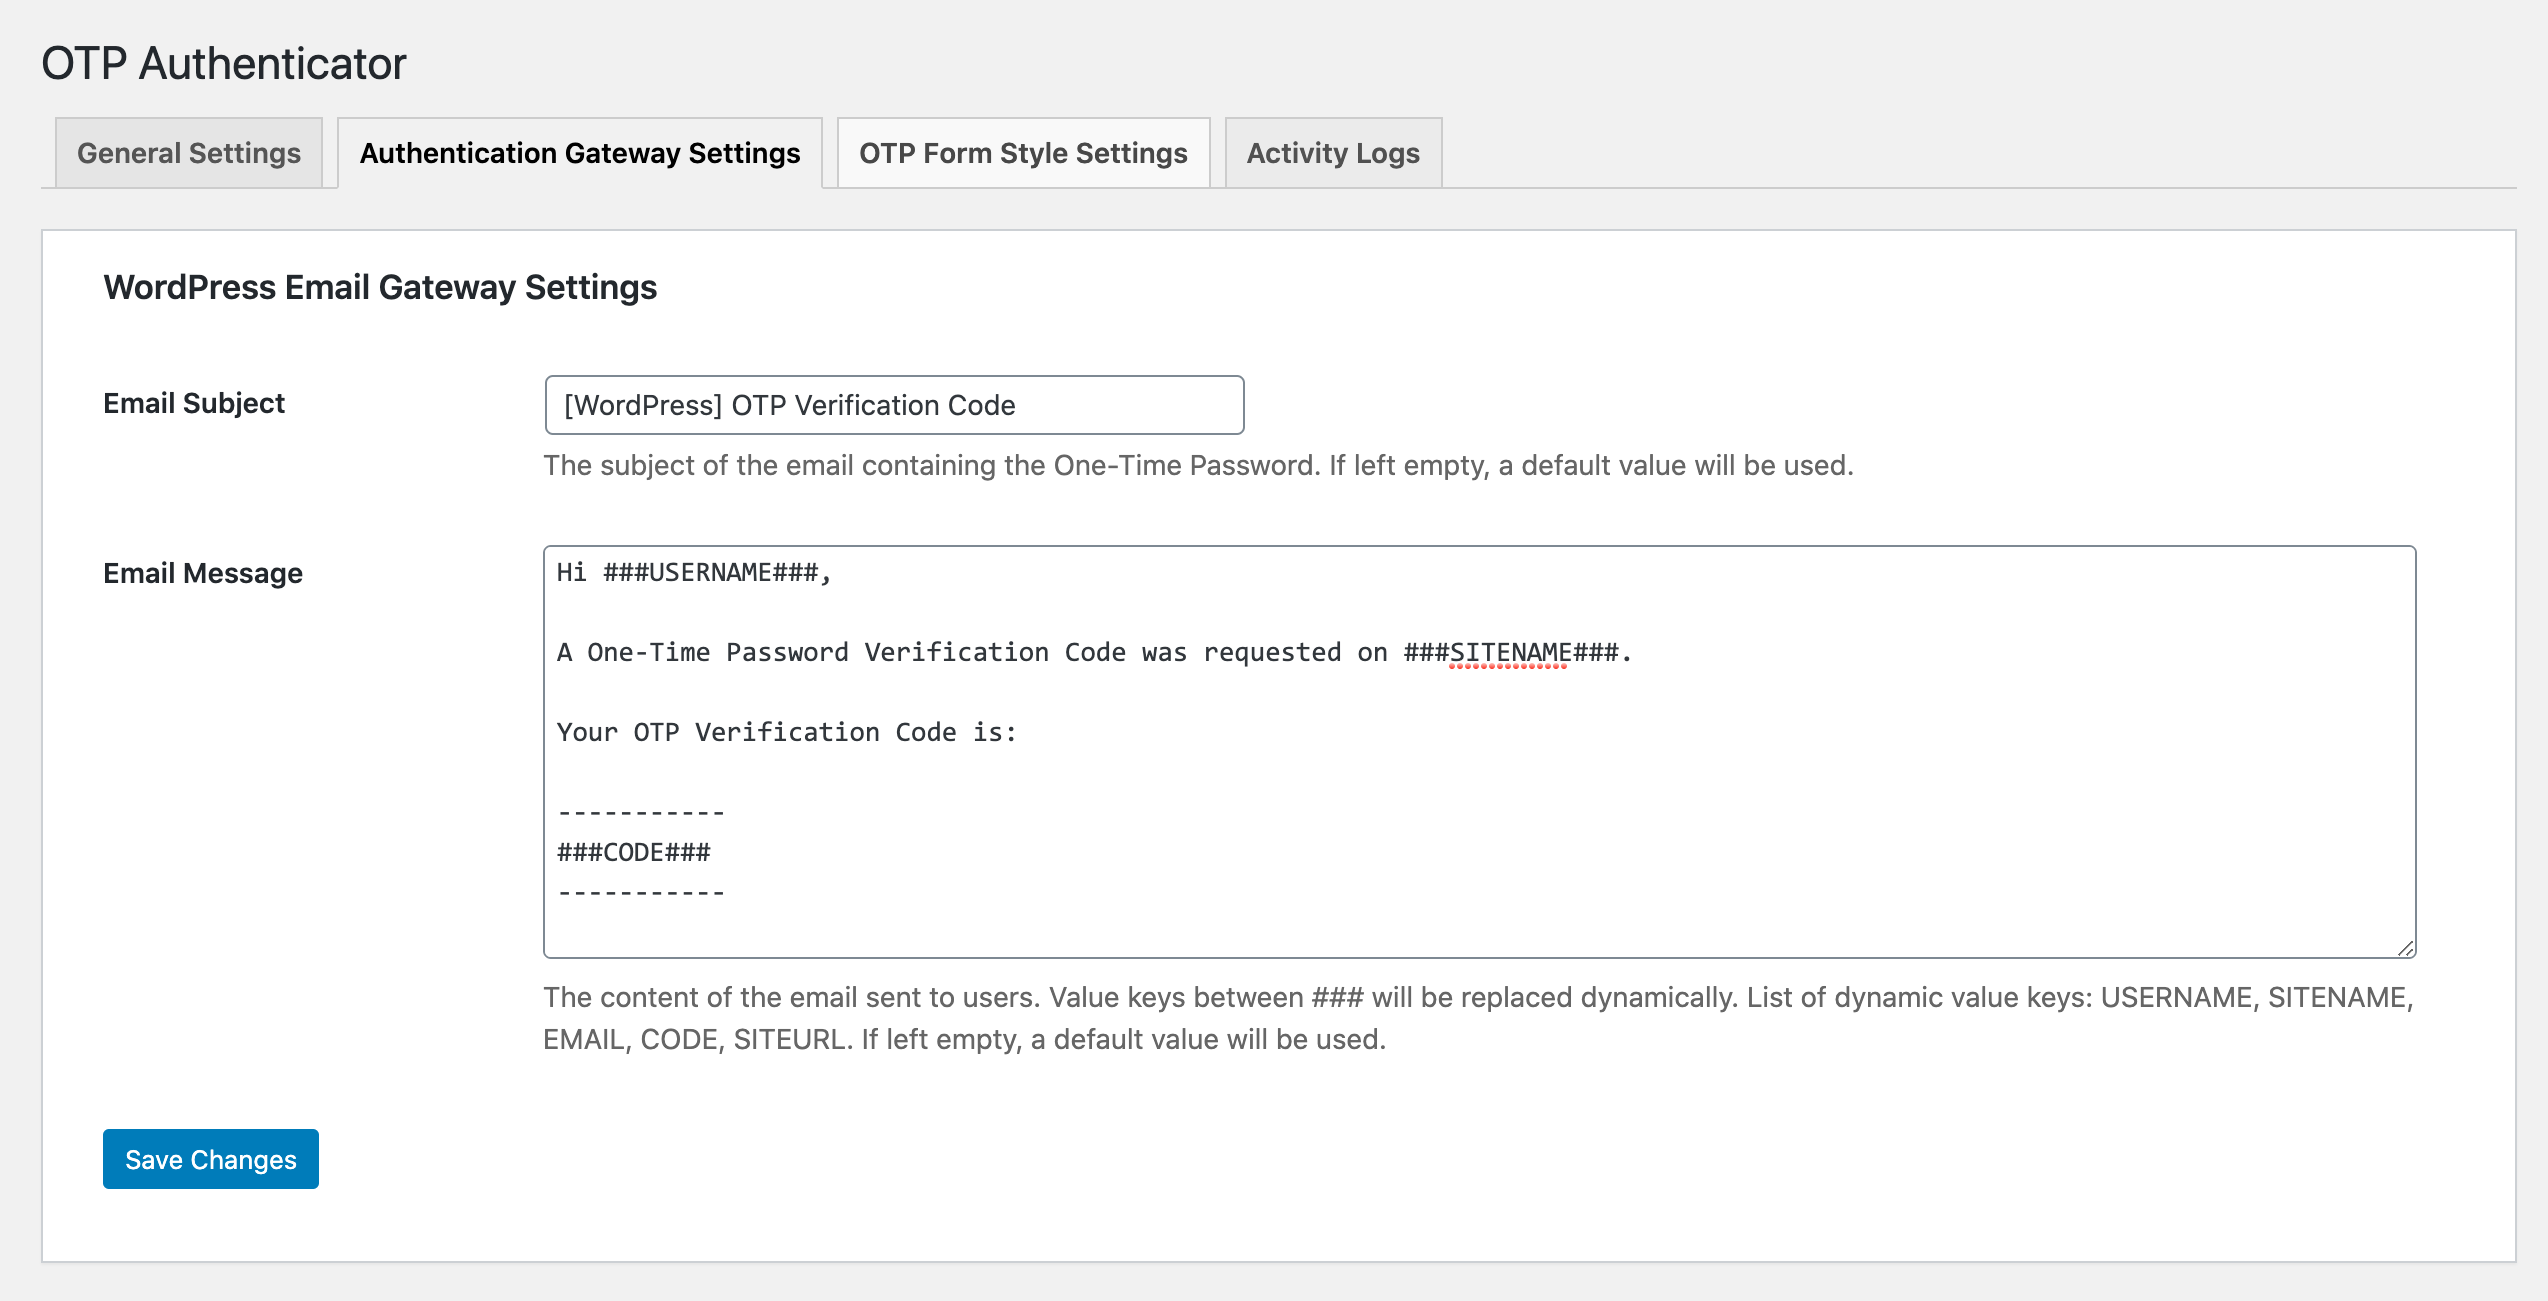 OTP Authenticator
General Settings
Authentication Gateway Settings
OTP Form Style Settings
Activity Logs
WordPress Email Gateway Settings
Email Subject
[WordPress] OTP Verification Code
The subject of the email containing the One-Time Password. If left empty, a default value will be used.
Email Message
Hi ###USERNAME###,
A One-Time Password Verification Code was requested on ###SITENAME###.
Your OTP Verification Code is:
-----------
###CODE###
-----------
The content of the email sent to users. Value keys between ### will be replaced dynamically. List of dynamic value keys: USERNAME, SITENAME,
EMAIL, CODE, SITEURL. If left empty, a default value will be used.
Save Changes